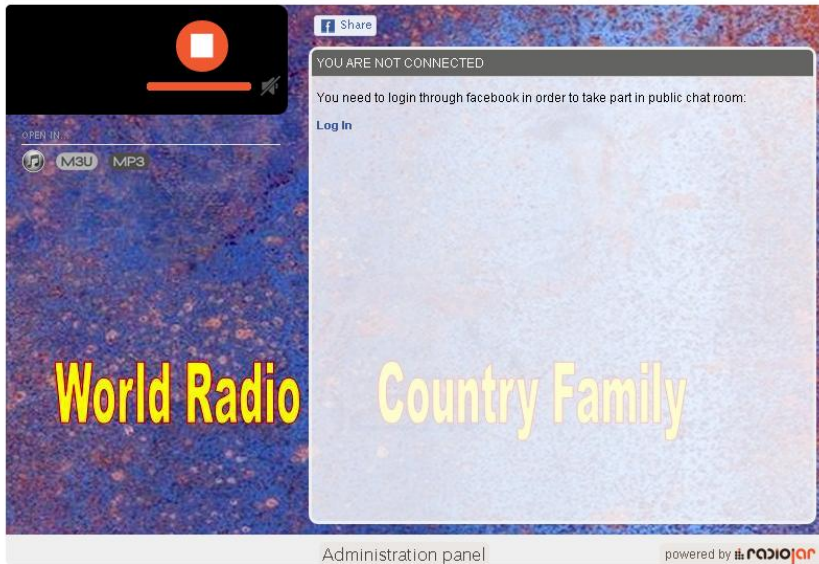 Share
YOU ARE NOT CONNECTED
You need to login through facebook in order to take part in public chat room:
Log In
OPEN IN:
M3U MP3
World Radio Country Family
Administration panel
powered by radiojar